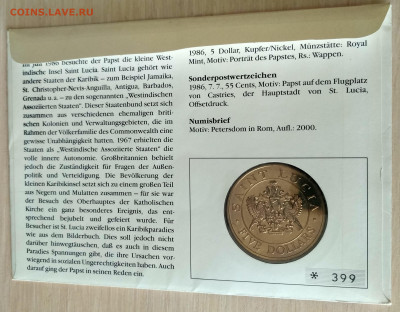 COINS.LAVE.RU
Im Juli 1986 besuchte der Papst die kleine West-
indische Insel Saint Lucia. Saint Lucia gehört wie
andere Staaten der Karibik – zum Beispiel Jamaika,
St. Christopher-Nevis-Anguilla, Antigua, Barbados,
Grenada u. a. – zu den sogenannten „Westindischen
Assoziierten Staaten“. Dieser Staatenbund setzt sich
zusammen aus verschiedenen ehemaligen briti-
schen Kolonien und Verwaltungsgebieten, die im
Rahmen der Völkerfamilie des Commonwealth eine
gewisse Unabhängigkeit hatten. 1967 erhielten die
Staaten als „Westindische Assoziierte Staaten“ die
volle innere Autonomie. Großbritannien behielt
jedoch die Zuständigkeit für Fragen der Außen-
politik und Verteidigung. Die Bevölkerung der
kleinen Karibikinsel setzt sich zu einem großen Teil
aus Negern und Mulatten zusammen – für sie war
der Besuch des Oberhauptes der Katholischen
Kirche ein ganz besonderes Ereignis, das ent-
sprechend bejubelt und gefeiert wurde. Für
Besucher ist St. Lucia zweifellos ein Karibikparadies
wie aus dem Bilderbuch. Dies soll jedoch nicht
darüber hinwegtäuschen, daß es auch in diesem
Paradies Spannungen gibt, die ihre Ursachen vor-
wiegend in sozialen Ungerechtigkeiten haben. Auch
darauf ging der Papst in seinen Reden ein.
1986, 5 Dollar, Kupfer/Nickel, Münzstätte: Royal
Mint, Motiv: Porträt des Papstes, Rs.: Wappen.
Sonderpostwertzeichen
1986, 7. 7., 55 Cents, Motiv: Papst auf dem Flugplatz
von Castries, der Hauptstadt von St. Lucia,
Offsetdruck.
Numisbrief
Motiv: Petersdom in Rom, Aufl.: 2000.
SAINT LUCIA
FIVE DOLLARS
* 399